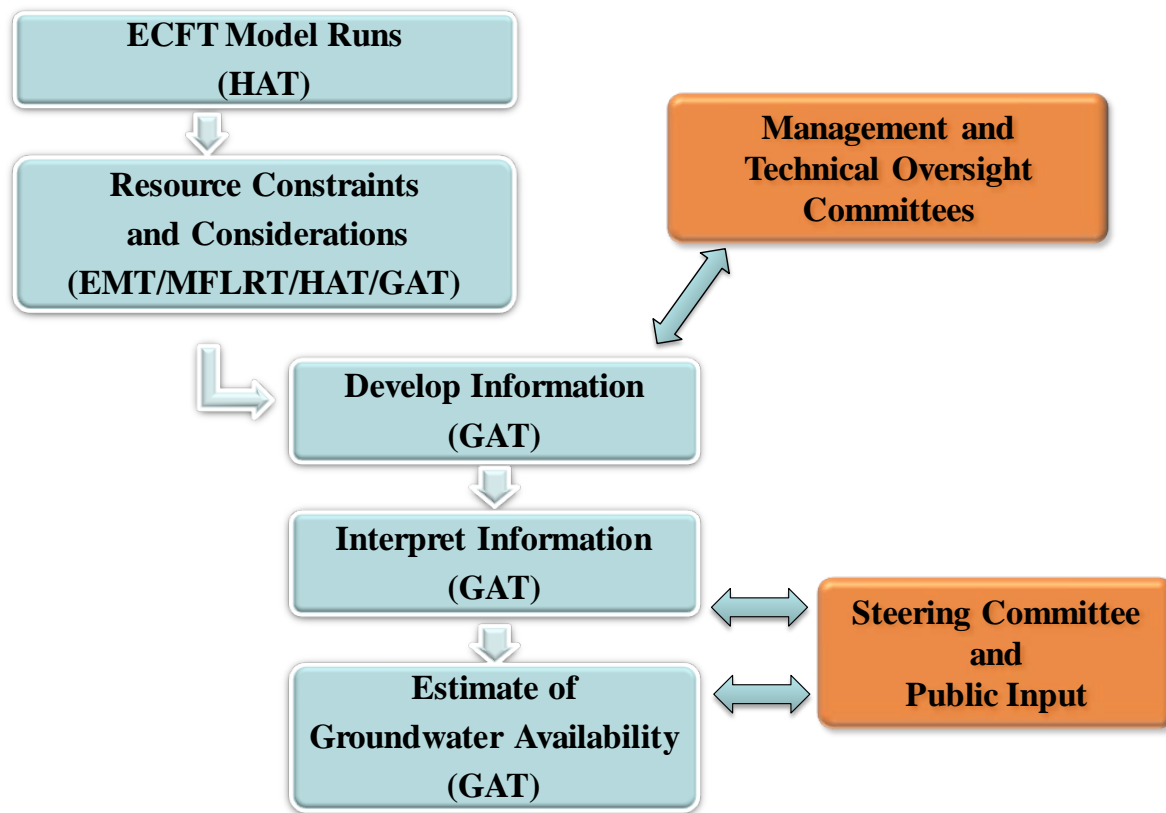 ECFT Model Runs
(HAT)
Management and
Technical Oversight
Committees
Resource Constraints
and Considerations
(EMT/MFLRT/HAT/GAT)
Develop Information
(GAT)
Interpret Information
(GAT)
Steering Committee
and
Public Input
Estimate of
Groundwater Availability
(GAT)